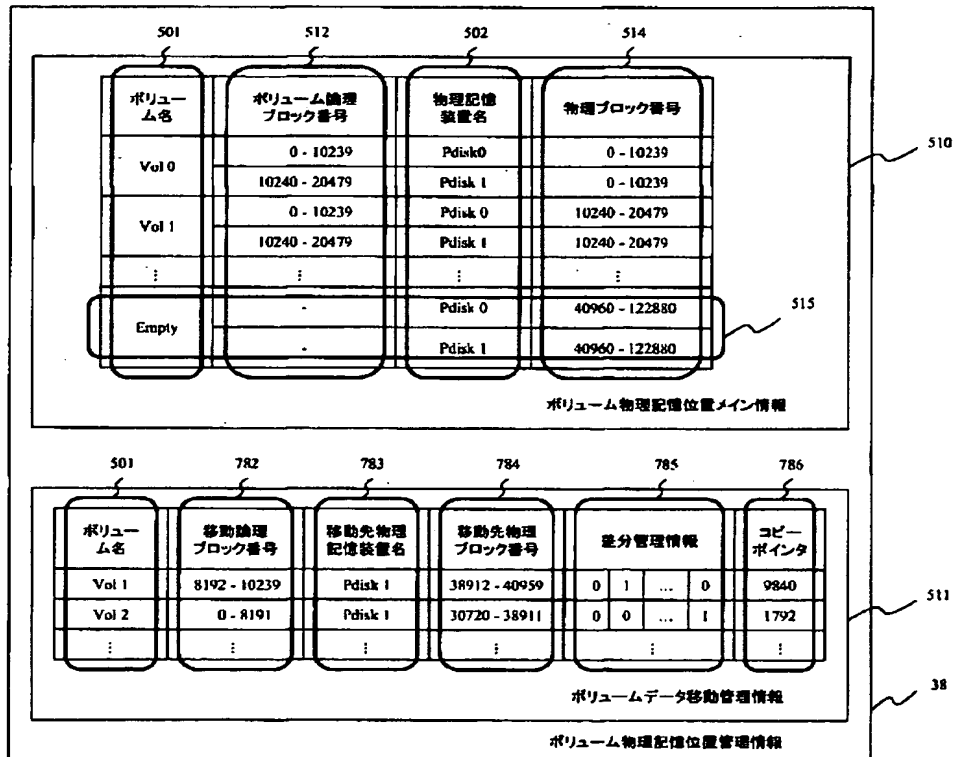 501 512 502 514
ボリュー
ム名
ボリューム論理
ブロック番号
物理記憶
装置名
物理ブロック番号
Vol 0
0 - 10239 Pdisk0 0 - 10239
10240 - 20479 Pdisk 1 0 - 10239
Vol 1
0 - 10239 Pdisk 0 10240 - 20479
10240 - 20479 Pdisk 1 10240 - 20479
⋮ ⋮ ⋮ ⋮
Empty
- Pdisk 0 40960 - 122880
- Pdisk 1 40960 - 122880
510
515
ボリューム物理記憶位置メイン情報
501 782 783 784 785 786
ボリュー
ム名
移動論理
ブロック番号
移動先物理
記憶装置名
移動先物理
ブロック番号
差分管理情報
コピー
ポインタ
Vol 1 8192 - 10239 Pdisk 1 38912 - 40959 0 1 ... 0 9840
Vol 2 0 - 8191 Pdisk 1 30720 - 38911 0 0 ... 1 1792
⋮ ⋮ ⋮ ⋮ ⋮ ⋮
511
ボリュームデータ移動管理情報
38
ボリューム物理記憶位置管理情報